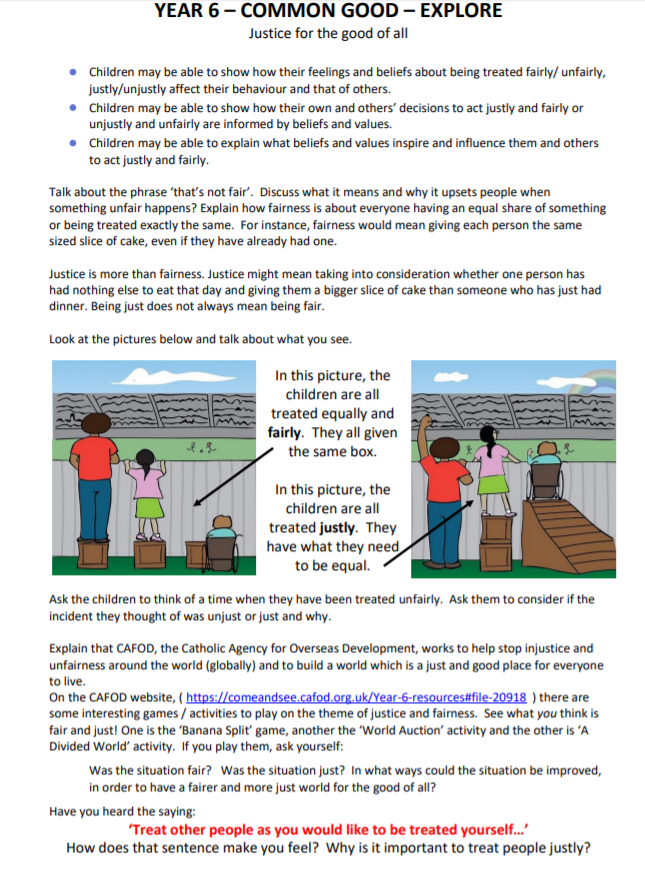 YEAR 6 – COMMON GOOD – EXPLORE
Justice for the good of all
• Children may be able to show how their feelings and beliefs about being treated fairly/ unfairly,
justly/unjustly affect their behaviour and that of others.
• Children may be able to show how their own and others’ decisions to act justly and fairly or
unjustly and unfairly are informed by beliefs and values.
• Children may be able to explain what beliefs and values inspire and influence them and others
to act justly and fairly.
Talk about the phrase ‘that’s not fair’. Discuss what it means and why it upsets people when
something unfair happens? Explain how fairness is about everyone having an equal share of something
or being treated exactly the same. For instance, fairness would mean giving each person the same
sized slice of cake, even if they have already had one.
Justice is more than fairness. Justice might mean taking into consideration whether one person has
had nothing else to eat that day and giving them a bigger slice of cake than someone who has just had
dinner. Being just does not always mean being fair.
Look at the pictures below and talk about what you see.
In this picture, the
children are all
treated equally and
fairly. They all given
the same box.
In this picture, the
children are all
treated justly. They
have what they need
to be equal.
Ask the children to think of a time when they have been treated unfairly. Ask them to consider if the
incident they thought of was unjust or just and why.
Explain that CAFOD, the Catholic Agency for Overseas Development, works to help stop injustice and
unfairness around the world (globally) and to build a world which is a just and good place for everyone
to live.
On the CAFOD website, ( https://comeandsee.cafod.org.uk/Year-6-resources#file-20918 ) there are
some interesting games / activities to play on the theme of justice and fairness. See what you think is
fair and just! One is the ‘Banana Split’ game, another the ‘World Auction’ activity and the other is ‘A
Divided World’ activity. If you play them, ask yourself:
Was the situation fair? Was the situation just? In what ways could the situation be improved,
in order to have a fairer and more just world for the good of all?
Have you heard the saying:
‘Treat other people as you would like to be treated yourself...’
How does that sentence make you feel? Why is it important to treat people justly?